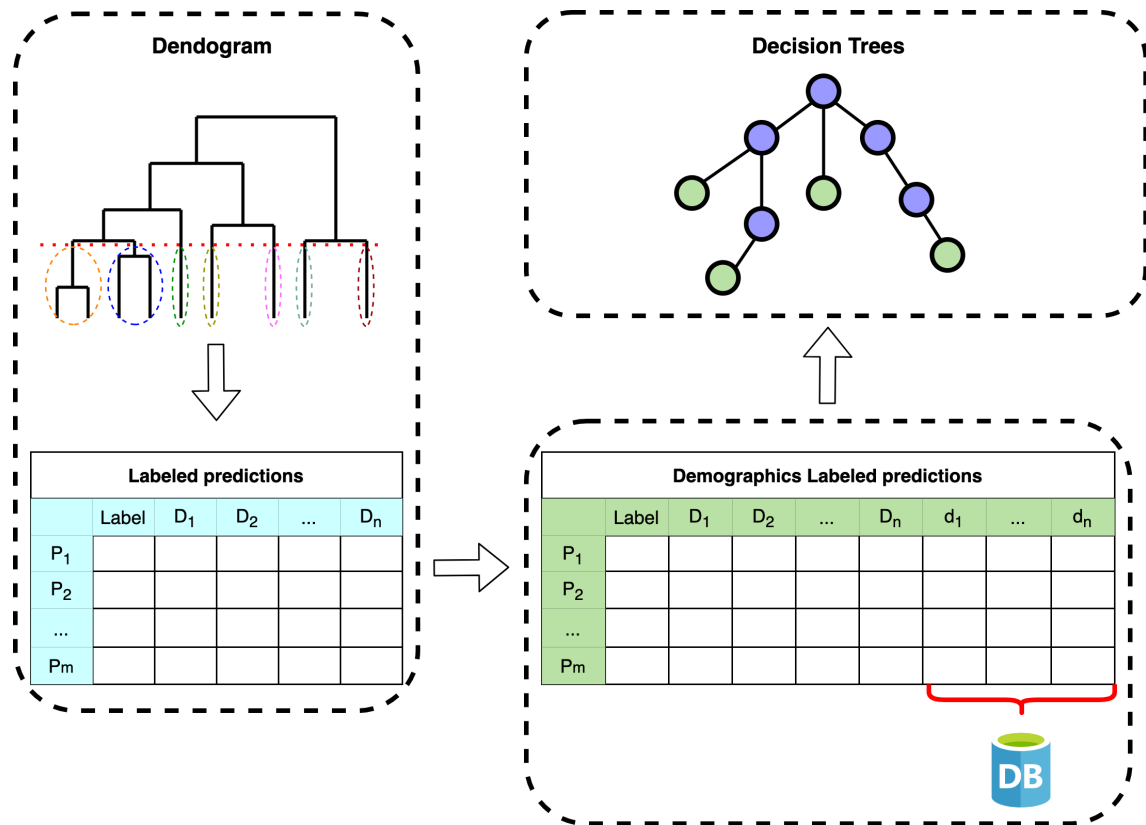 Dendogram
Labeled predictions
Label D1 D2 ... Dn
P1
P2
...
Pm
Decision Trees
Demographics Labeled predictions
Label D1 D2 ... Dn d1 ... dn
P1
P2
...
Pm
DB